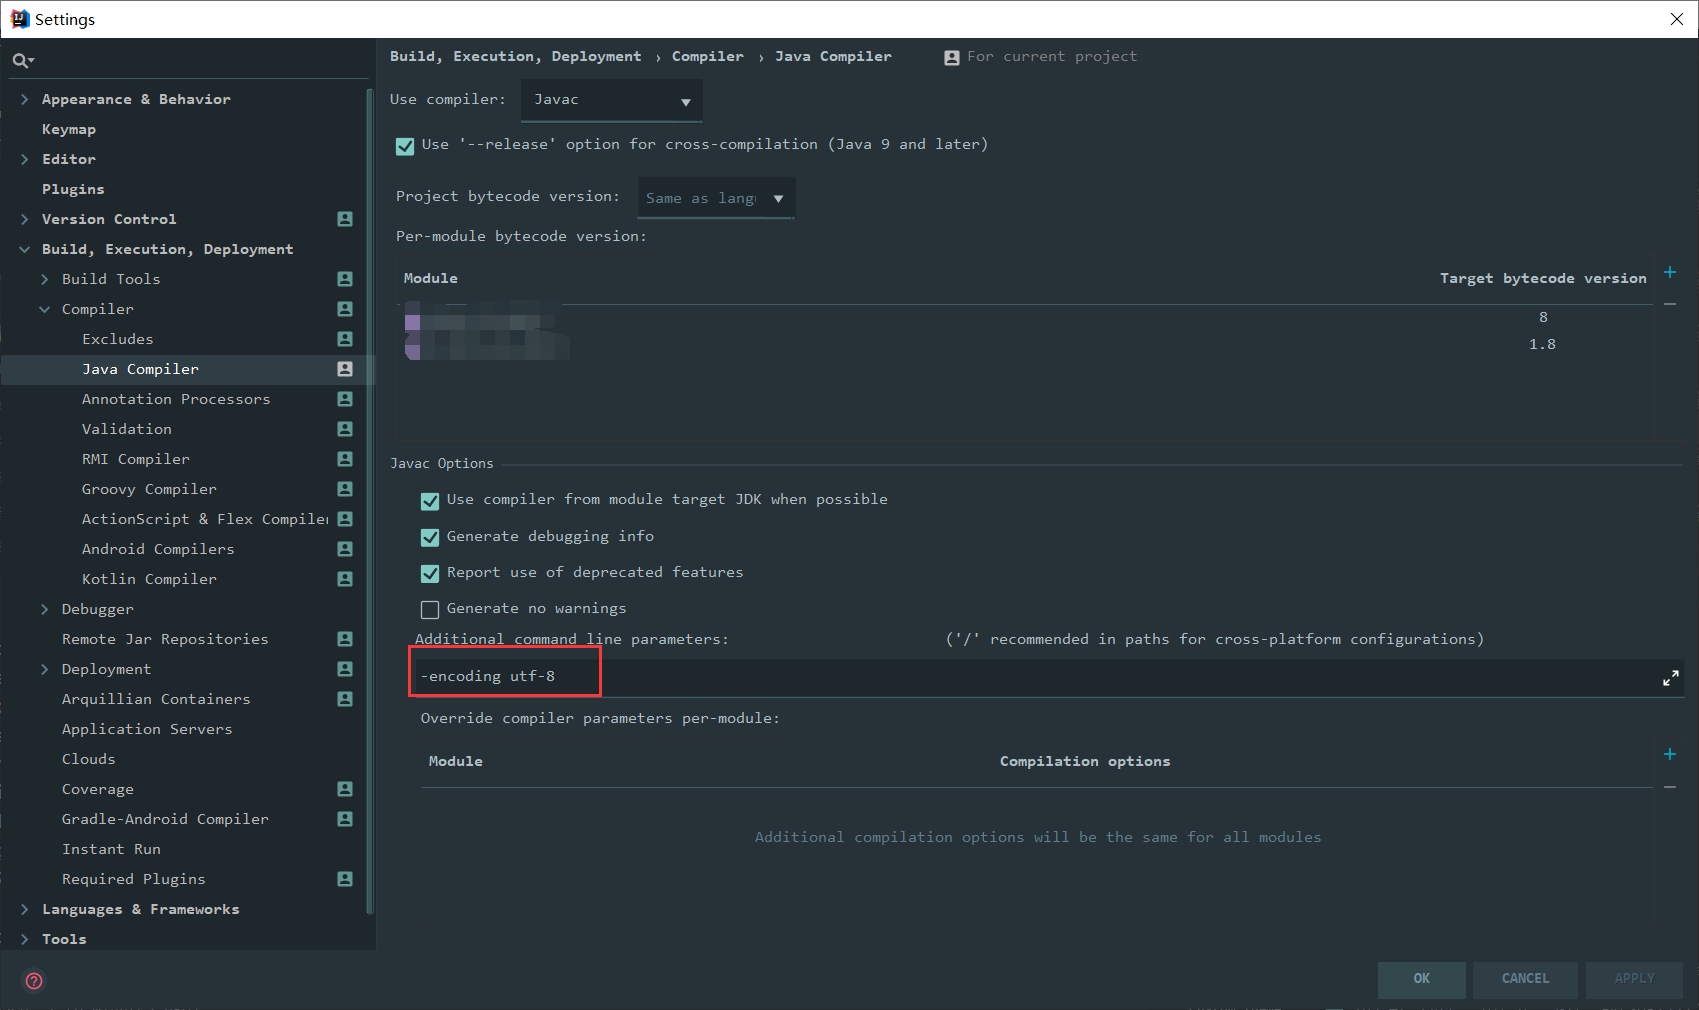 Settings
Build, Execution, Deployment › Compiler › Java Compiler For current project
Appearance & Behavior
Keymap
Editor
Plugins
Version Control
Build, Execution, Deployment
Build Tools
Compiler
Excludes
Java Compiler
Annotation Processors
Validation
RMI Compiler
Groovy Compiler
ActionScript & Flex Compiler
Android Compilers
Kotlin Compiler
Debugger
Remote Jar Repositories
Deployment
Arquillian Containers
Application Servers
Clouds
Coverage
Gradle-Android Compiler
Instant Run
Required Plugins
Languages & Frameworks
Tools
Use compiler: Javac
Use '--release' option for cross-compilation (Java 9 and later)
Project bytecode version: Same as lang
Per-module bytecode version:
Module Target bytecode version
8
1.8
Javac Options
Use compiler from module target JDK when possible
Generate debugging info
Report use of deprecated features
Generate no warnings
Additional command line parameters: ('/' recommended in paths for cross-platform configurations)
-encoding utf-8
Override compiler parameters per-module:
Module Compilation options
Additional compilation options will be the same for all modules
? OK CANCEL APPLY